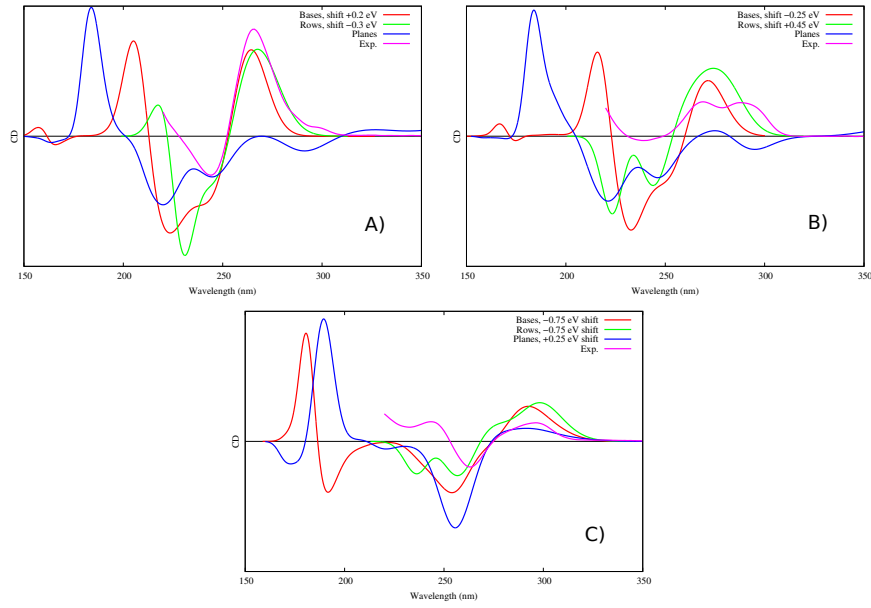 Bases, shift +0.2 eV
Rows, shift −0.3 eV
Planes
Exp.
CD
A)
150 200 250 300 350
Wavelength (nm)
Bases, shift −0.25 eV
Rows, shift +0.45 eV
Planes
Exp.
CD
B)
150 200 250 300 350
Wavelength (nm)
Bases, −0.75 eV shift
Rows, −0.75 eV shift
Planes, +0.25 eV shift
Exp.
CD
C)
150 200 250 300 350
Wavelength (nm)